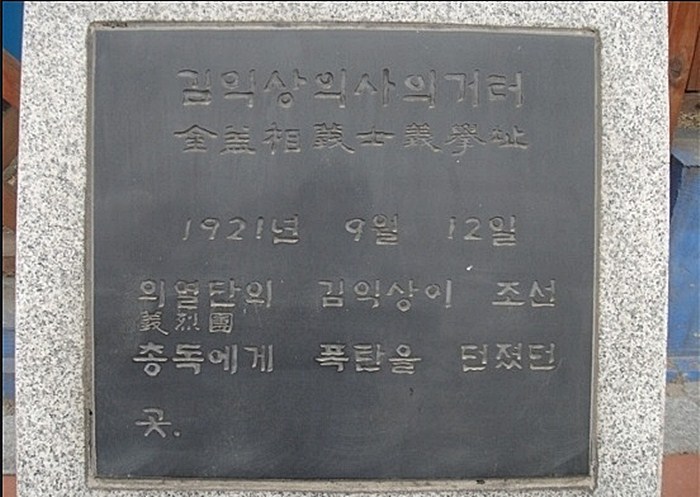 김익상의사의거터
金益相義士義擧址
1921년 9월 12일
의열단의 김익상이 조선
義烈團
총독에게 폭탄을 던졌던
곳.